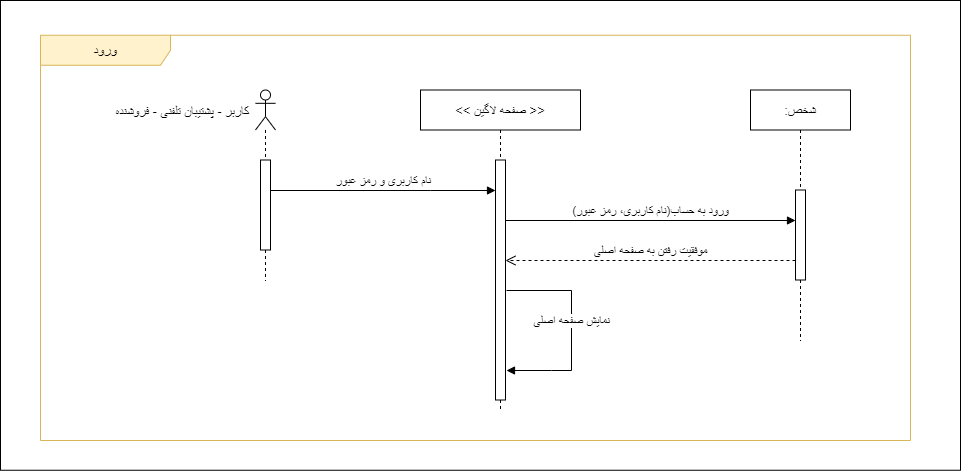 ورود
کاربر - پشتیبان تلفنی - فروشنده
<< صفحه لاگین >>
شخص:
نام کاربری و رمز عبور
ورود به حساب(نام کاربری، رمز عبور)
موفقیت رفتن به صفحه اصلی
نمایش صفحه اصلی